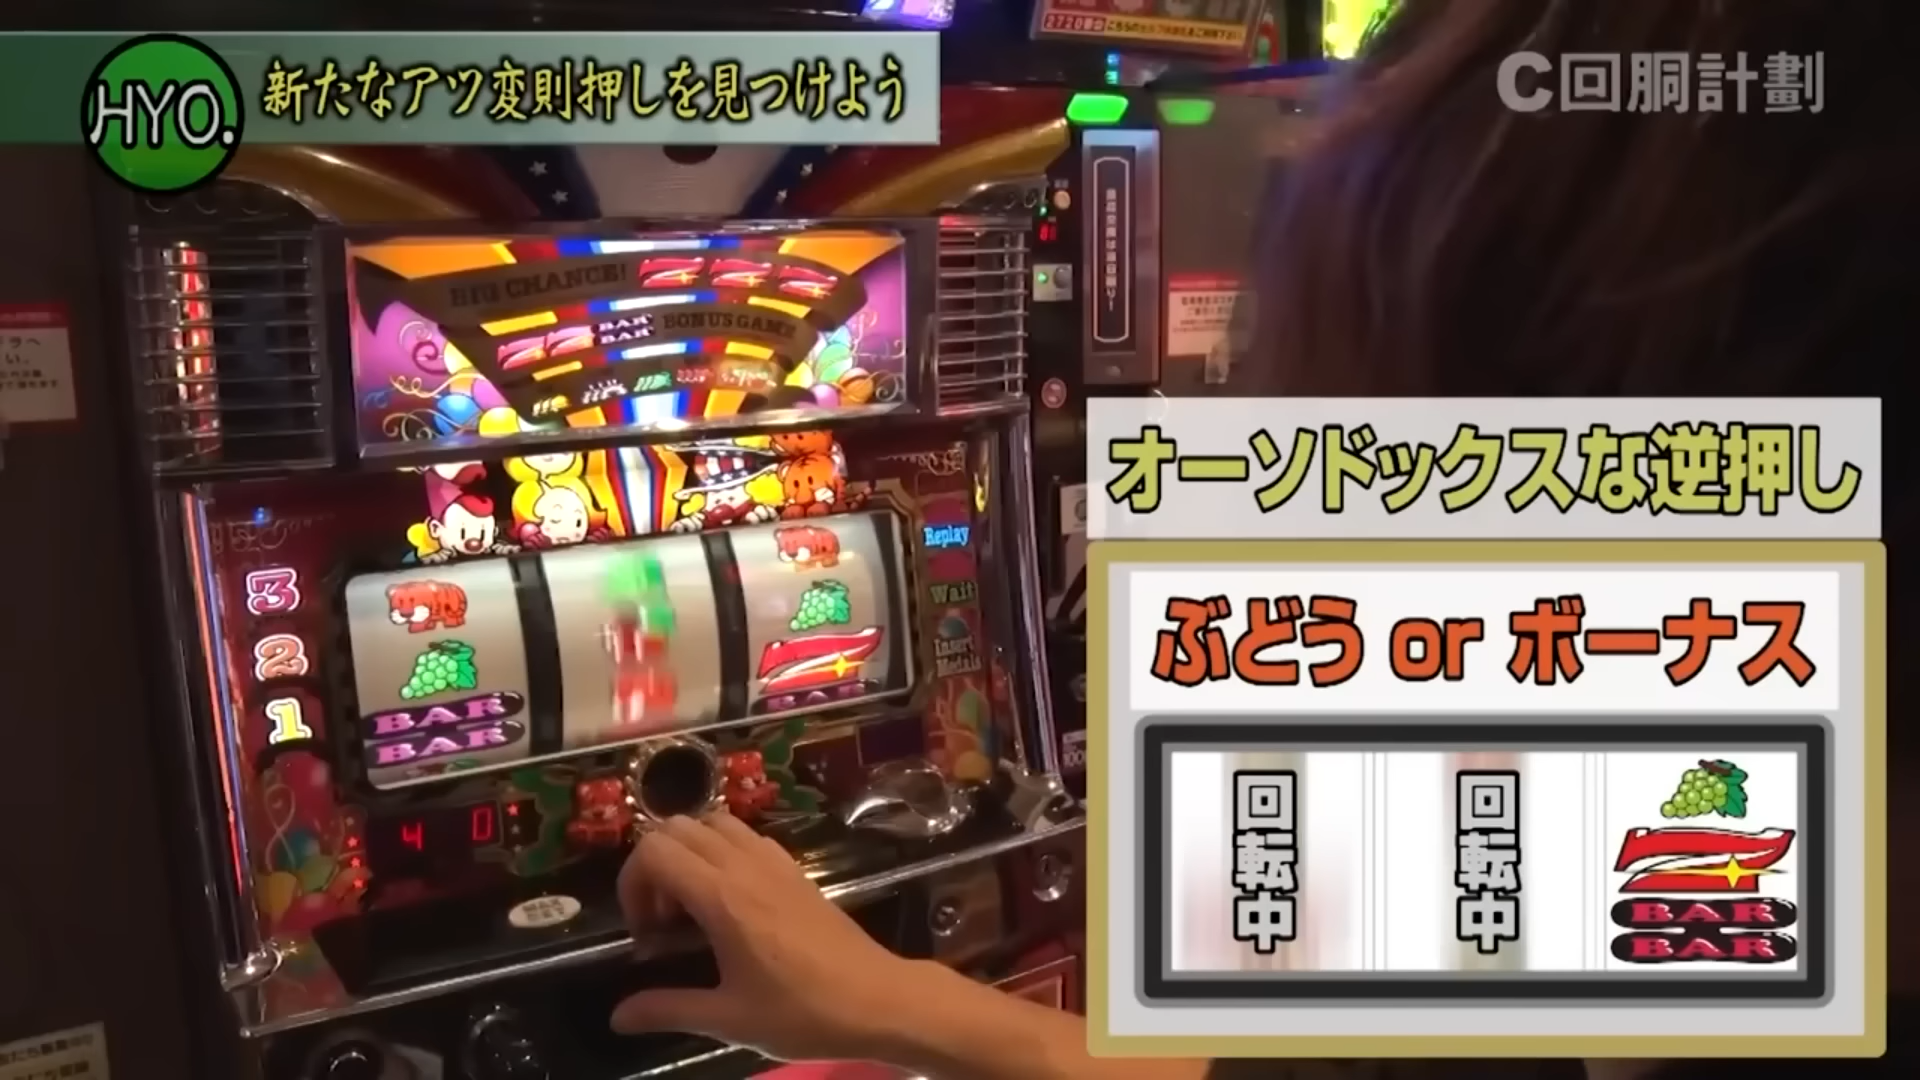 HYO.
新たなアツ変則押しを見つけよう
C回胴計劃
BIG CHANCE!
BAR
BAR
BONUS GAME
3
2
1
Replay
Wait
Insert
Medals
BAR
BAR
BAR
4 0
MAX
BET
オーソドックスな逆押し
ぶどう or ボーナス
回転中
回転中
BAR
BAR